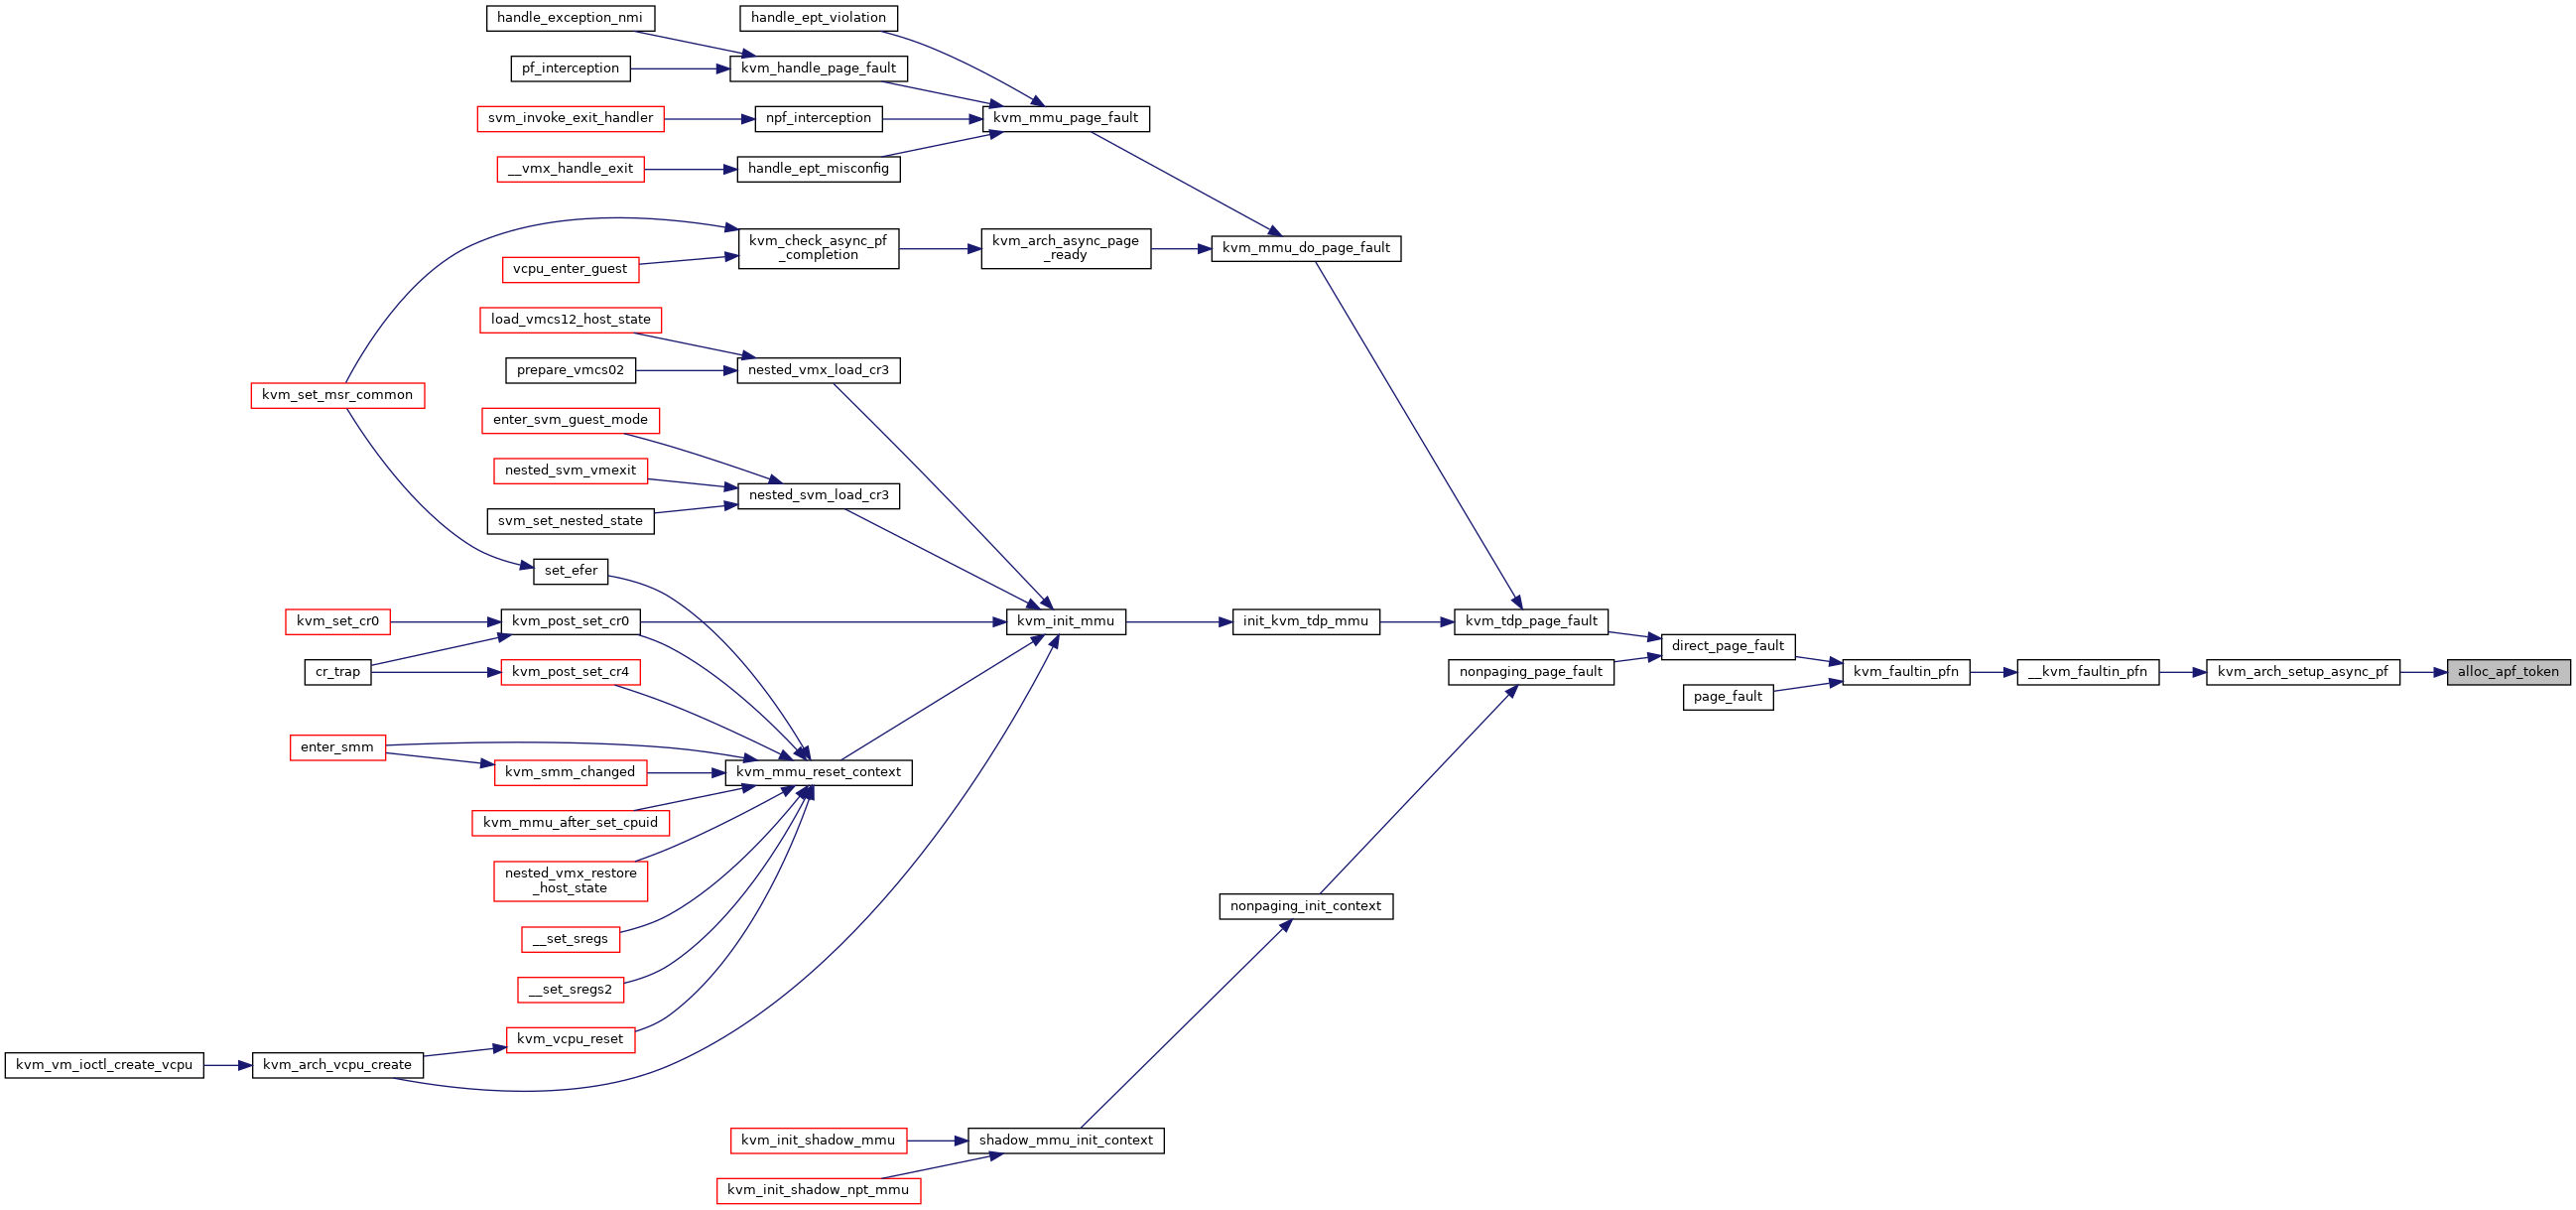 handle_exception_nmi
handle_ept_violation
pf_interception
kvm_handle_page_fault
svm_invoke_exit_handler
npf_interception
kvm_mmu_page_fault
__vmx_handle_exit
handle_ept_misconfig
kvm_check_async_pf
_completion
kvm_arch_async_page
_ready
kvm_mmu_do_page_fault
vcpu_enter_guest
load_vmcs12_host_state
prepare_vmcs02
nested_vmx_load_cr3
kvm_set_msr_common
enter_svm_guest_mode
nested_svm_vmexit
nested_svm_load_cr3
svm_set_nested_state
set_efer
kvm_set_cr0
kvm_post_set_cr0
kvm_init_mmu
init_kvm_tdp_mmu
kvm_tdp_page_fault
direct_page_fault
cr_trap
kvm_post_set_cr4
nonpaging_page_fault
kvm_faultin_pfn
__kvm_faultin_pfn
kvm_arch_setup_async_pf
alloc_apf_token
page_fault
enter_smm
kvm_smm_changed
kvm_mmu_reset_context
kvm_mmu_after_set_cpuid
nested_vmx_restore
_host_state
nonpaging_init_context
__set_sregs
__set_sregs2
kvm_vcpu_reset
kvm_vm_ioctl_create_vcpu
kvm_arch_vcpu_create
kvm_init_shadow_mmu
shadow_mmu_init_context
kvm_init_shadow_npt_mmu